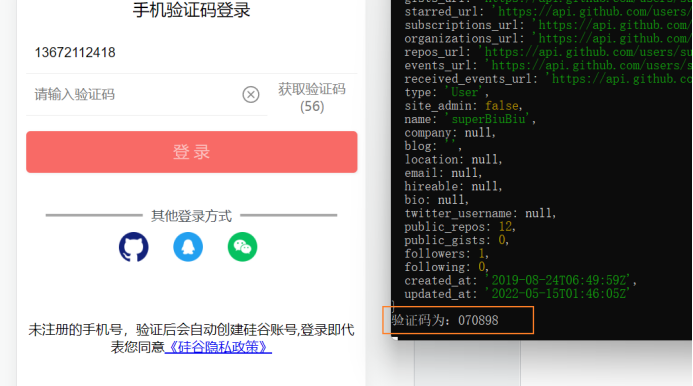 手机验证码登录
13672112418
请输入验证码
获取验证码
(56)
登 录
其他登录方式
未注册的手机号，验证后会自动创建硅谷账号,登录即代
表您同意《硅谷隐私政策》
starred_url: 'https://api.github.com/users/
subscriptions_url: 'https://api.github.com/
organizations_url: 'https://api.github.com/
repos_url: 'https://api.github.com/users/su
events_url: 'https://api.github.com/users/s
received_events_url: 'https://api.github.co
type: 'User',
site_admin: false,
name: 'superBiuBiu',
company: null,
blog: '',
location: null,
email: null,
hireable: null,
bio: null,
twitter_username: null,
public_repos: 12,
public_gists: 0,
followers: 1,
following: 0,
created_at: '2019-08-24T06:49:59Z',
updated_at: '2022-05-15T01:46:05Z'
}
验证码为：070898